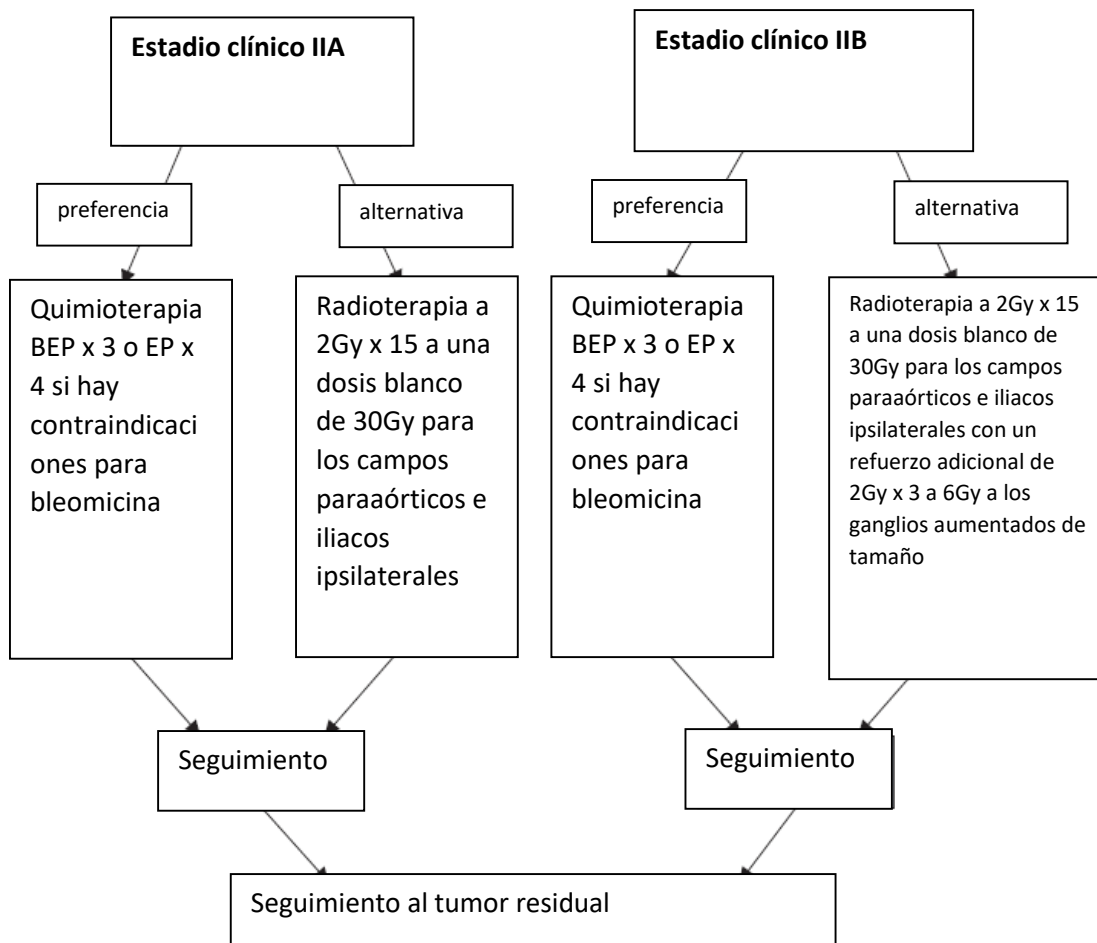 Estadio clínico IIA
Estadio clínico IIB
preferencia
alternativa
preferencia
alternativa
Quimioterapia
BEP x 3 o EP x
4 si hay
contraindicaci
ones para
bleomicina
Radioterapia a
2Gy x 15 a una
dosis blanco
de 30Gy para
los campos
paraaórticos e
iliacos
ipsilaterales
Quimioterapia
BEP x 3 o EP x
4 si hay
contraindicaci
ones para
bleomicina
Radioterapia a 2Gy x 15
a una dosis blanco de
30Gy para los campos
paraaórticos e iliacos
ipsilaterales con un
refuerzo adicional de
2Gy x 3 a 6Gy a los
ganglios aumentados de
tamaño
Seguimiento
Seguimiento
Seguimiento al tumor residual